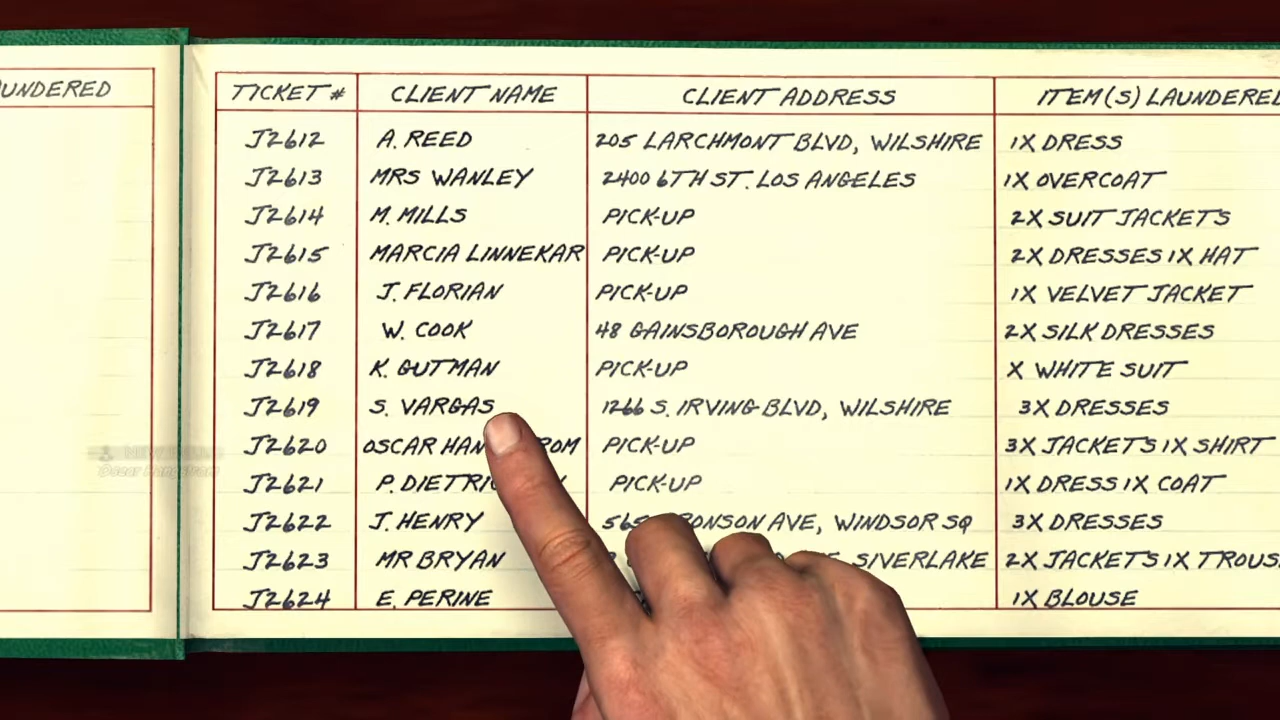 UNDERED
TICKET # CLIENT NAME CLIENT ADDRESS ITEM(S) LAUNDERED
J2612 A. REED 205 LARCHMONT BLVD, WILSHIRE 1X DRESS
J2613 MRS WANLEY 2400 6TH ST. LOS ANGELES 1X OVERCOAT
J2614 M. MILLS PICK-UP 2X SUIT JACKETS
J2615 MARCIA LINNEKAR PICK-UP 2X DRESSES 1X HAT
J2616 J. FLORIAN PICK-UP 1X VELVET JACKET
J2617 W. COOK 48 GAINSBOROUGH AVE 2X SILK DRESSES
J2618 K. GUTMAN PICK-UP X WHITE SUIT
J2619 S. VARGAS 1266 S. IRVING BLVD, WILSHIRE 3X DRESSES
J2620 OSCAR HAN ROM PICK-UP 3X JACKETS 1X SHIRT
J2621 P. DIETRIC PICK-UP 1X DRESS 1X COAT
J2622 J. HENRY 565 RONSON AVE, WINDSOR SQ 3X DRESSES
J2623 MR BRYAN SIVERLAKE 2X JACKETS 1X TROUS
J2624 E. PERINE 1X BLOUSE